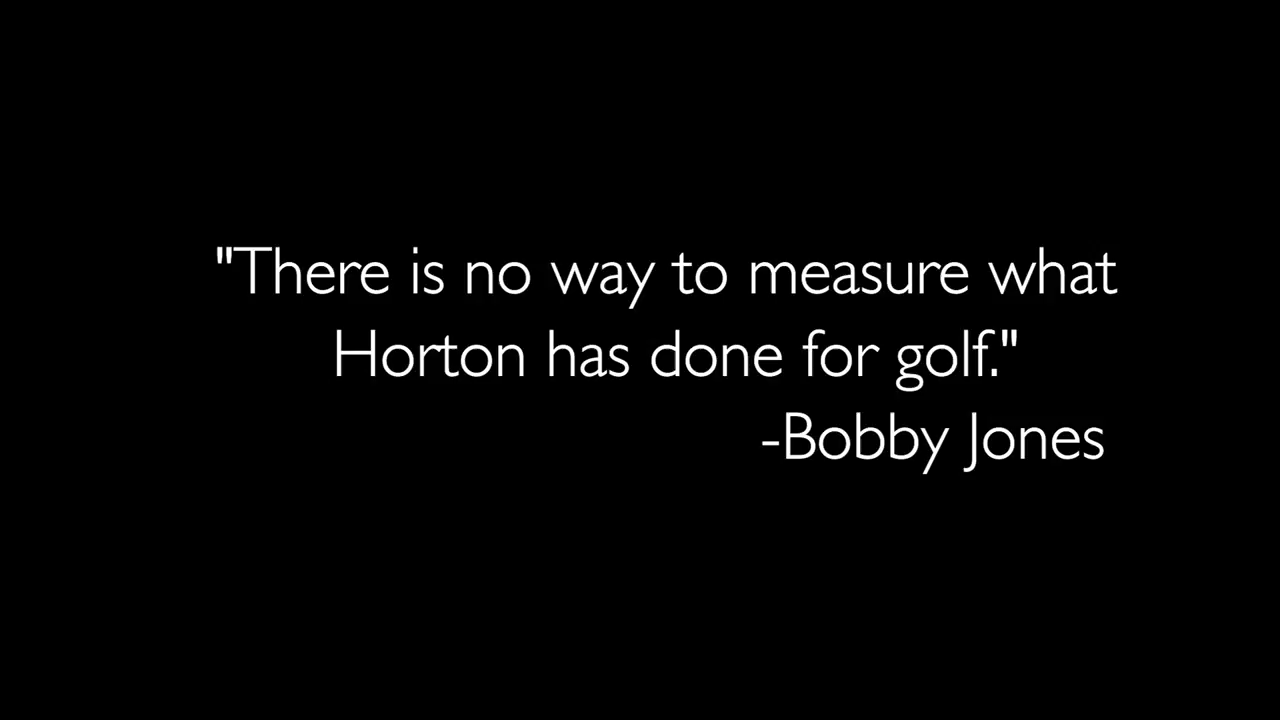 "There is no way to measure what
Horton has done for golf."
-Bobby Jones